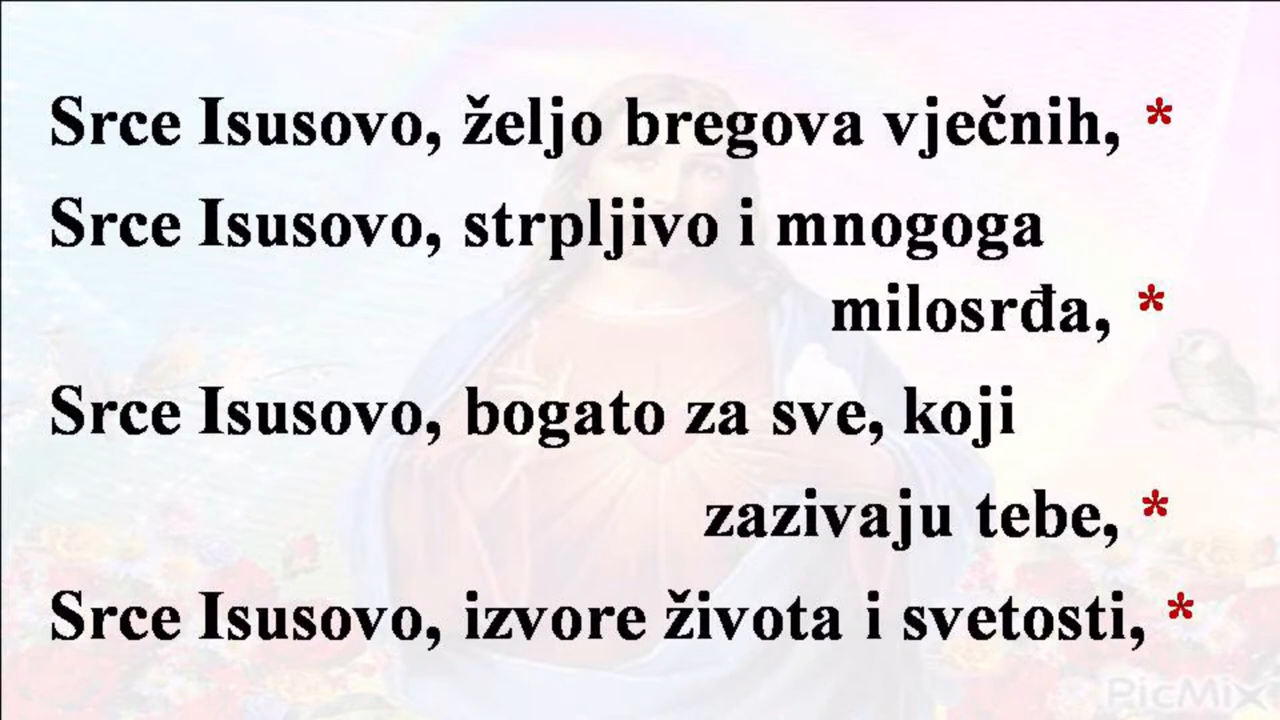 Srce Isusovo, željo bregova vječnih, *
Srce Isusovo, strpljivo i mnogoga
milosrđa, *
Srce Isusovo, bogato za sve, koji
zazivaju tebe, *
Srce Isusovo, izvore života i svetosti, *
PicMix